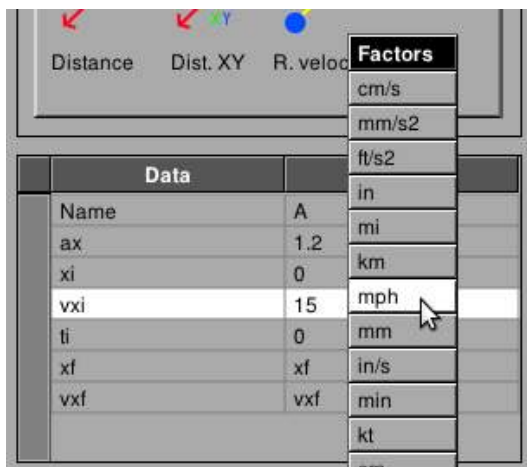 X Y
Distance Dist. XY R. veloc
Factors
cm/s
mm/s2
ft/s2
in
mi
km
mph
mm
in/s
min
kt
Data
Name A
ax 1.2
xi 0
vxi 15
ti 0
xf xf
vxf vxf